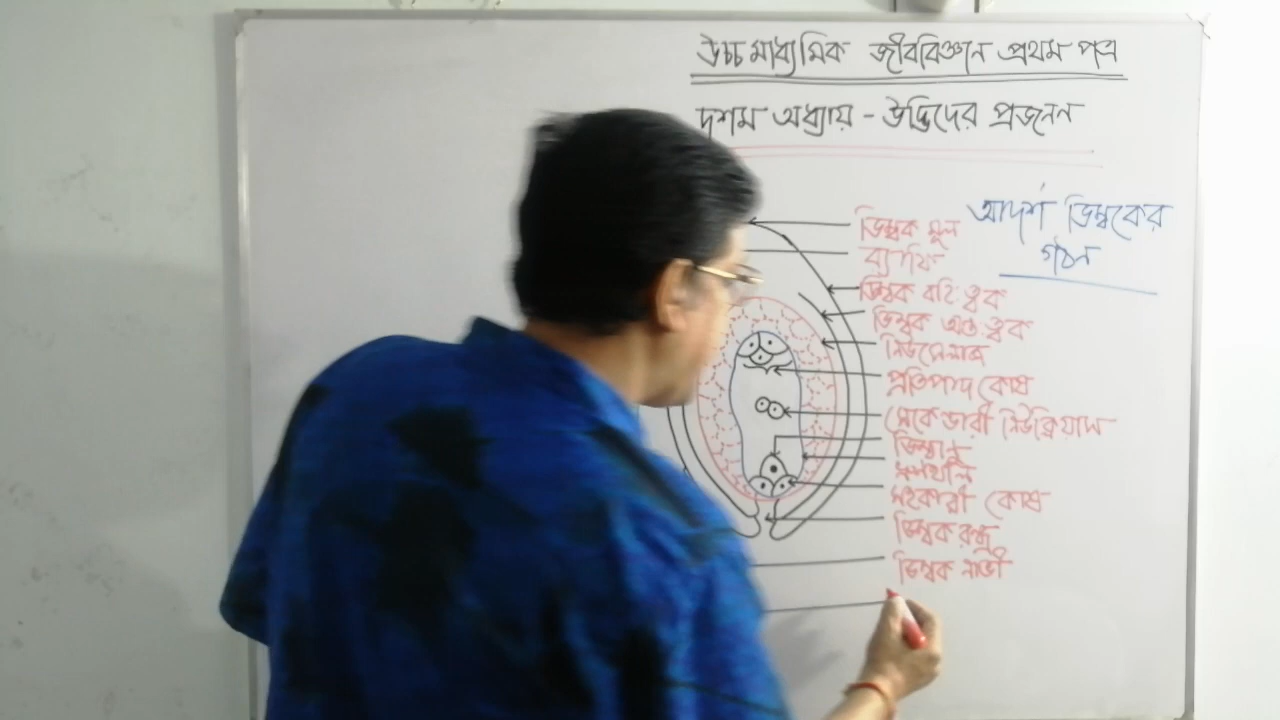 উচ্চ মাধ্যমিক জীববিজ্ঞান প্রথম পত্র
দশম অধ্যায় - উদ্ভিদের প্রজনন
আদর্শ ডিম্বকের
গঠন
ডিম্বক মূল
ডিম্বক বহিঃত্বক
ডিম্বক অন্তঃত্বক
নিউসেলাস
প্রতিপাদ কোষ
সেকেন্ডারী নিউক্লিয়াস
ডিম্বাণু
ভ্রূণথলি
সহকারী কোষ
ডিম্বক রন্ধ্র
ডিম্বক নাভী